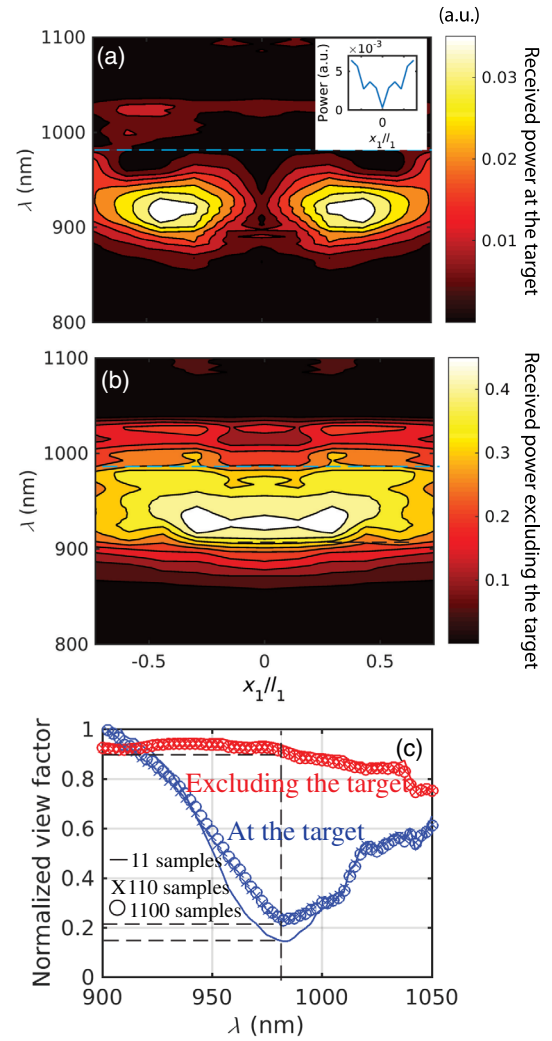 (a.u.)
1100
(a)
×10⁻³
Power (a.u.)
5
0
0
x₁/l₁
1000
900
800
λ (nm)
0.03
0.02
0.01
Received power at the target
1100
(b)
1000
900
800
λ (nm)
-0.5
0
0.5
x₁/l₁
0.4
0.3
0.2
0.1
Received power excluding the target
1
(c)
0.8
Excluding the target
0.6
At the target
— 11 samples
X110 samples
0.4
O 1100 samples
0.2
0
Normalized view factor
900
950
1000
1050
λ (nm)